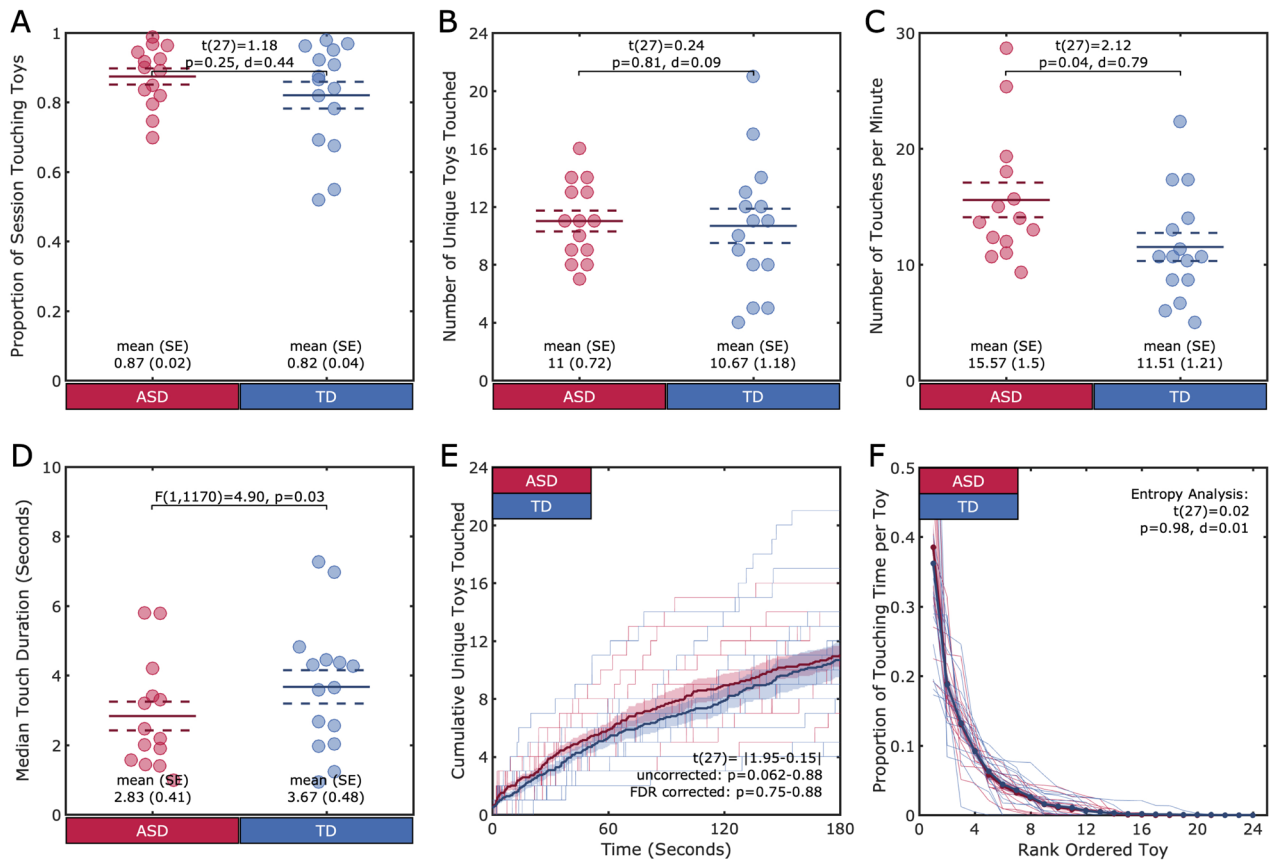 A
Proportion of Session Touching Toys
1
0.8
0.6
0.4
0.2
0
t(27)=1.18
p=0.25, d=0.44
mean (SE)
0.87 (0.02)
mean (SE)
0.82 (0.04)
ASD
TD
B
Number of Unique Toys Touched
24
20
16
12
8
4
0
t(27)=0.24
p=0.81, d=0.09
mean (SE)
11 (0.72)
mean (SE)
10.67 (1.18)
ASD
TD
C
Number of Touches per Minute
30
20
10
0
t(27)=2.12
p=0.04, d=0.79
mean (SE)
15.57 (1.5)
mean (SE)
11.51 (1.21)
ASD
TD
D
Median Touch Duration (Seconds)
10
8
6
4
2
0
F(1,1170)=4.90, p=0.03
mean (SE)
2.83 (0.41)
mean (SE)
3.67 (0.48)
ASD
TD
E
Cumulative Unique Toys Touched
24
20
16
12
8
4
0
ASD
TD
t(27)= |1.95-0.15|
uncorrected: p=0.062-0.88
FDR corrected: p=0.75-0.88
0
60
120
180
Time (Seconds)
F
Proportion of Touching Time per Toy
0.5
0.4
0.3
0.2
0.1
0
ASD
TD
Entropy Analysis:
t(27)=0.02
p=0.98, d=0.01
0
4
8
12
16
20
24
Rank Ordered Toy